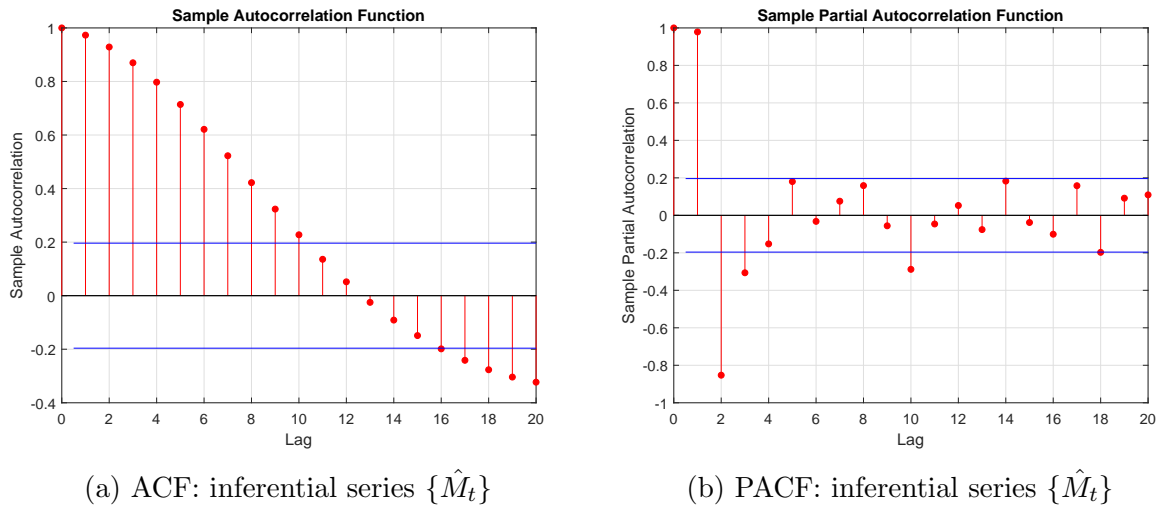 Sample Autocorrelation Function
Sample Autocorrelation
1
0.8
0.6
0.4
0.2
0
-0.2
-0.4
0 2 4 6 8 10 12 14 16 18 20
Lag
(a) ACF: inferential series {M̂_t}
Sample Partial Autocorrelation Function
Sample Partial Autocorrelation
1
0.8
0.6
0.4
0.2
0
-0.2
-0.4
-0.6
-0.8
-1
0 2 4 6 8 10 12 14 16 18 20
Lag
(b) PACF: inferential series {M̂_t}